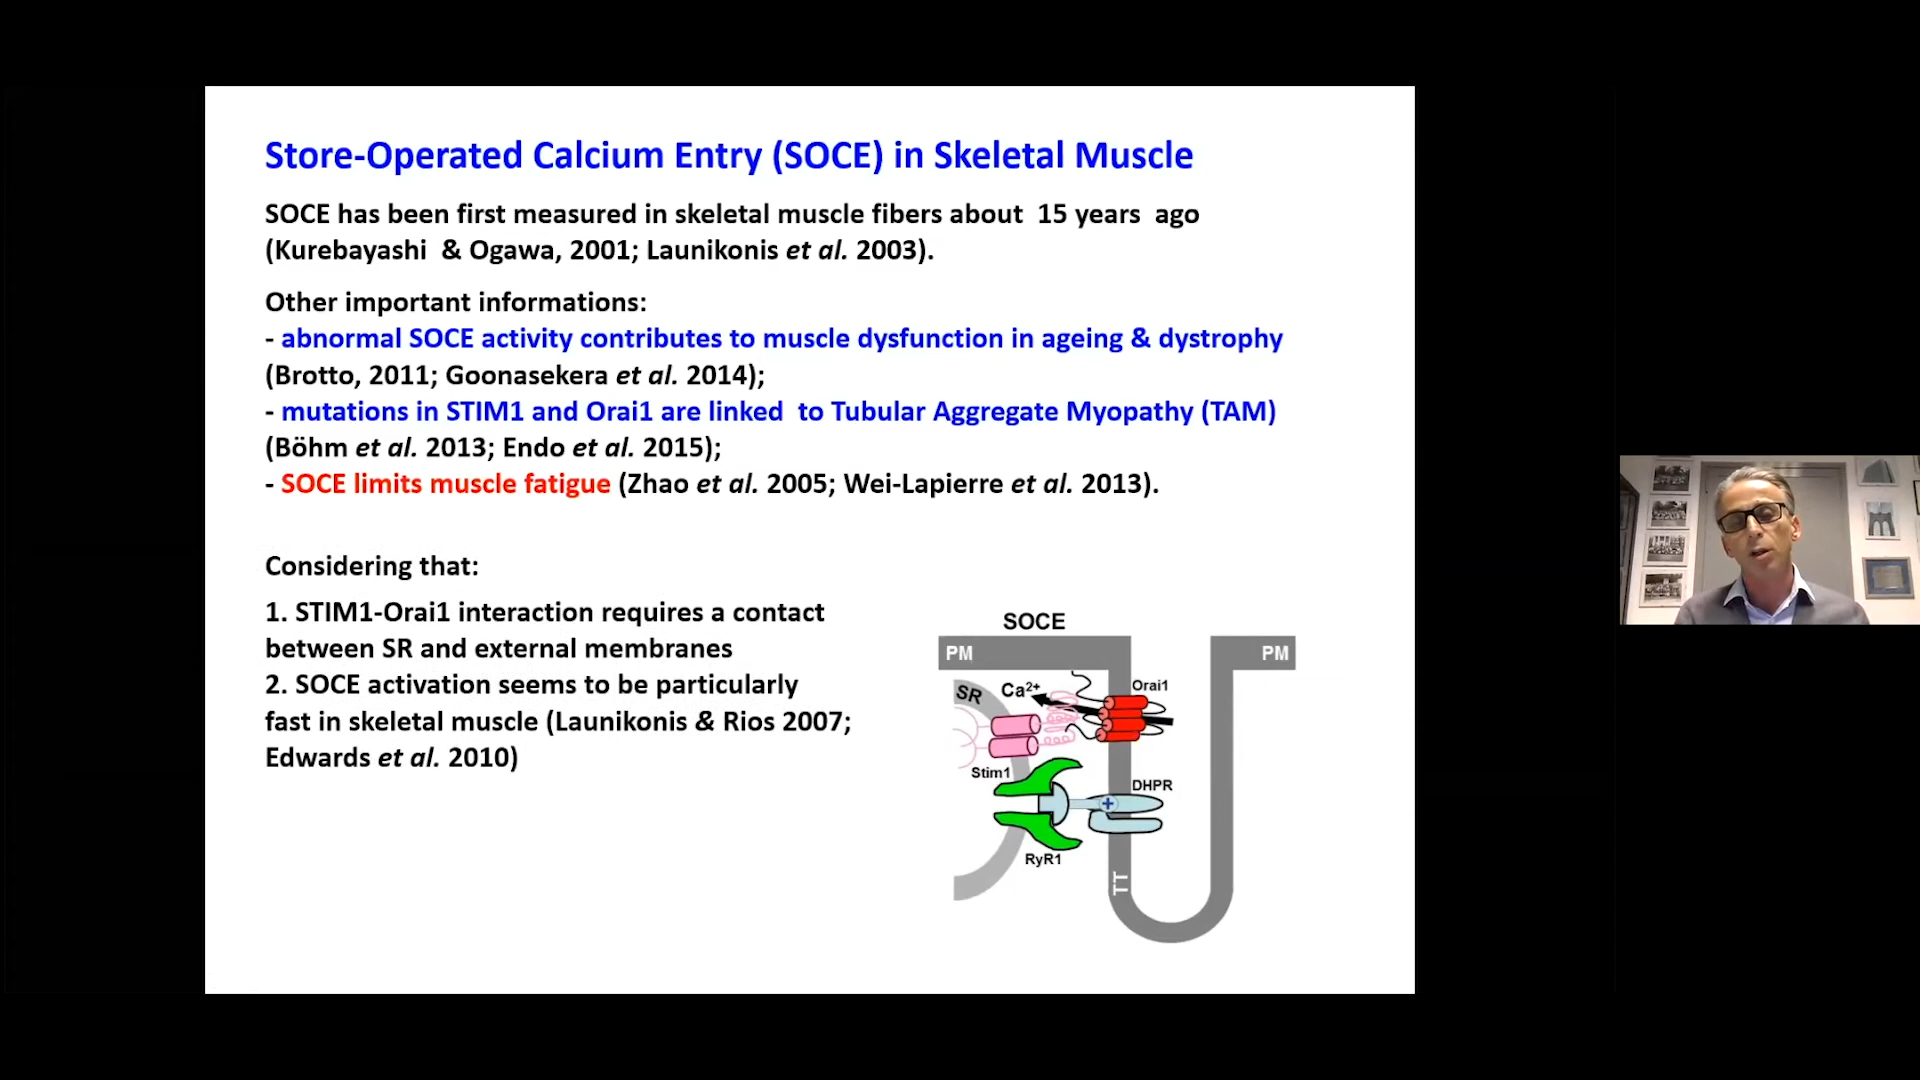 Store-Operated Calcium Entry (SOCE) in Skeletal Muscle
SOCE has been first measured in skeletal muscle fibers about 15 years ago
(Kurebayashi & Ogawa, 2001; Launikonis et al. 2003).
Other important informations:
- abnormal SOCE activity contributes to muscle dysfunction in ageing & dystrophy
(Brotto, 2011; Goonasekera et al. 2014);
- mutations in STIM1 and Orai1 are linked to Tubular Aggregate Myopathy (TAM)
(Böhm et al. 2013; Endo et al. 2015);
- SOCE limits muscle fatigue (Zhao et al. 2005; Wei-Lapierre et al. 2013).
Considering that:
1. STIM1-Orai1 interaction requires a contact
between SR and external membranes
2. SOCE activation seems to be particularly
fast in skeletal muscle (Launikonis & Rios 2007;
Edwards et al. 2010)
SOCE
PM
PM
SR
Ca2+
Orai1
Stim1
DHPR
+
RyR1
TT